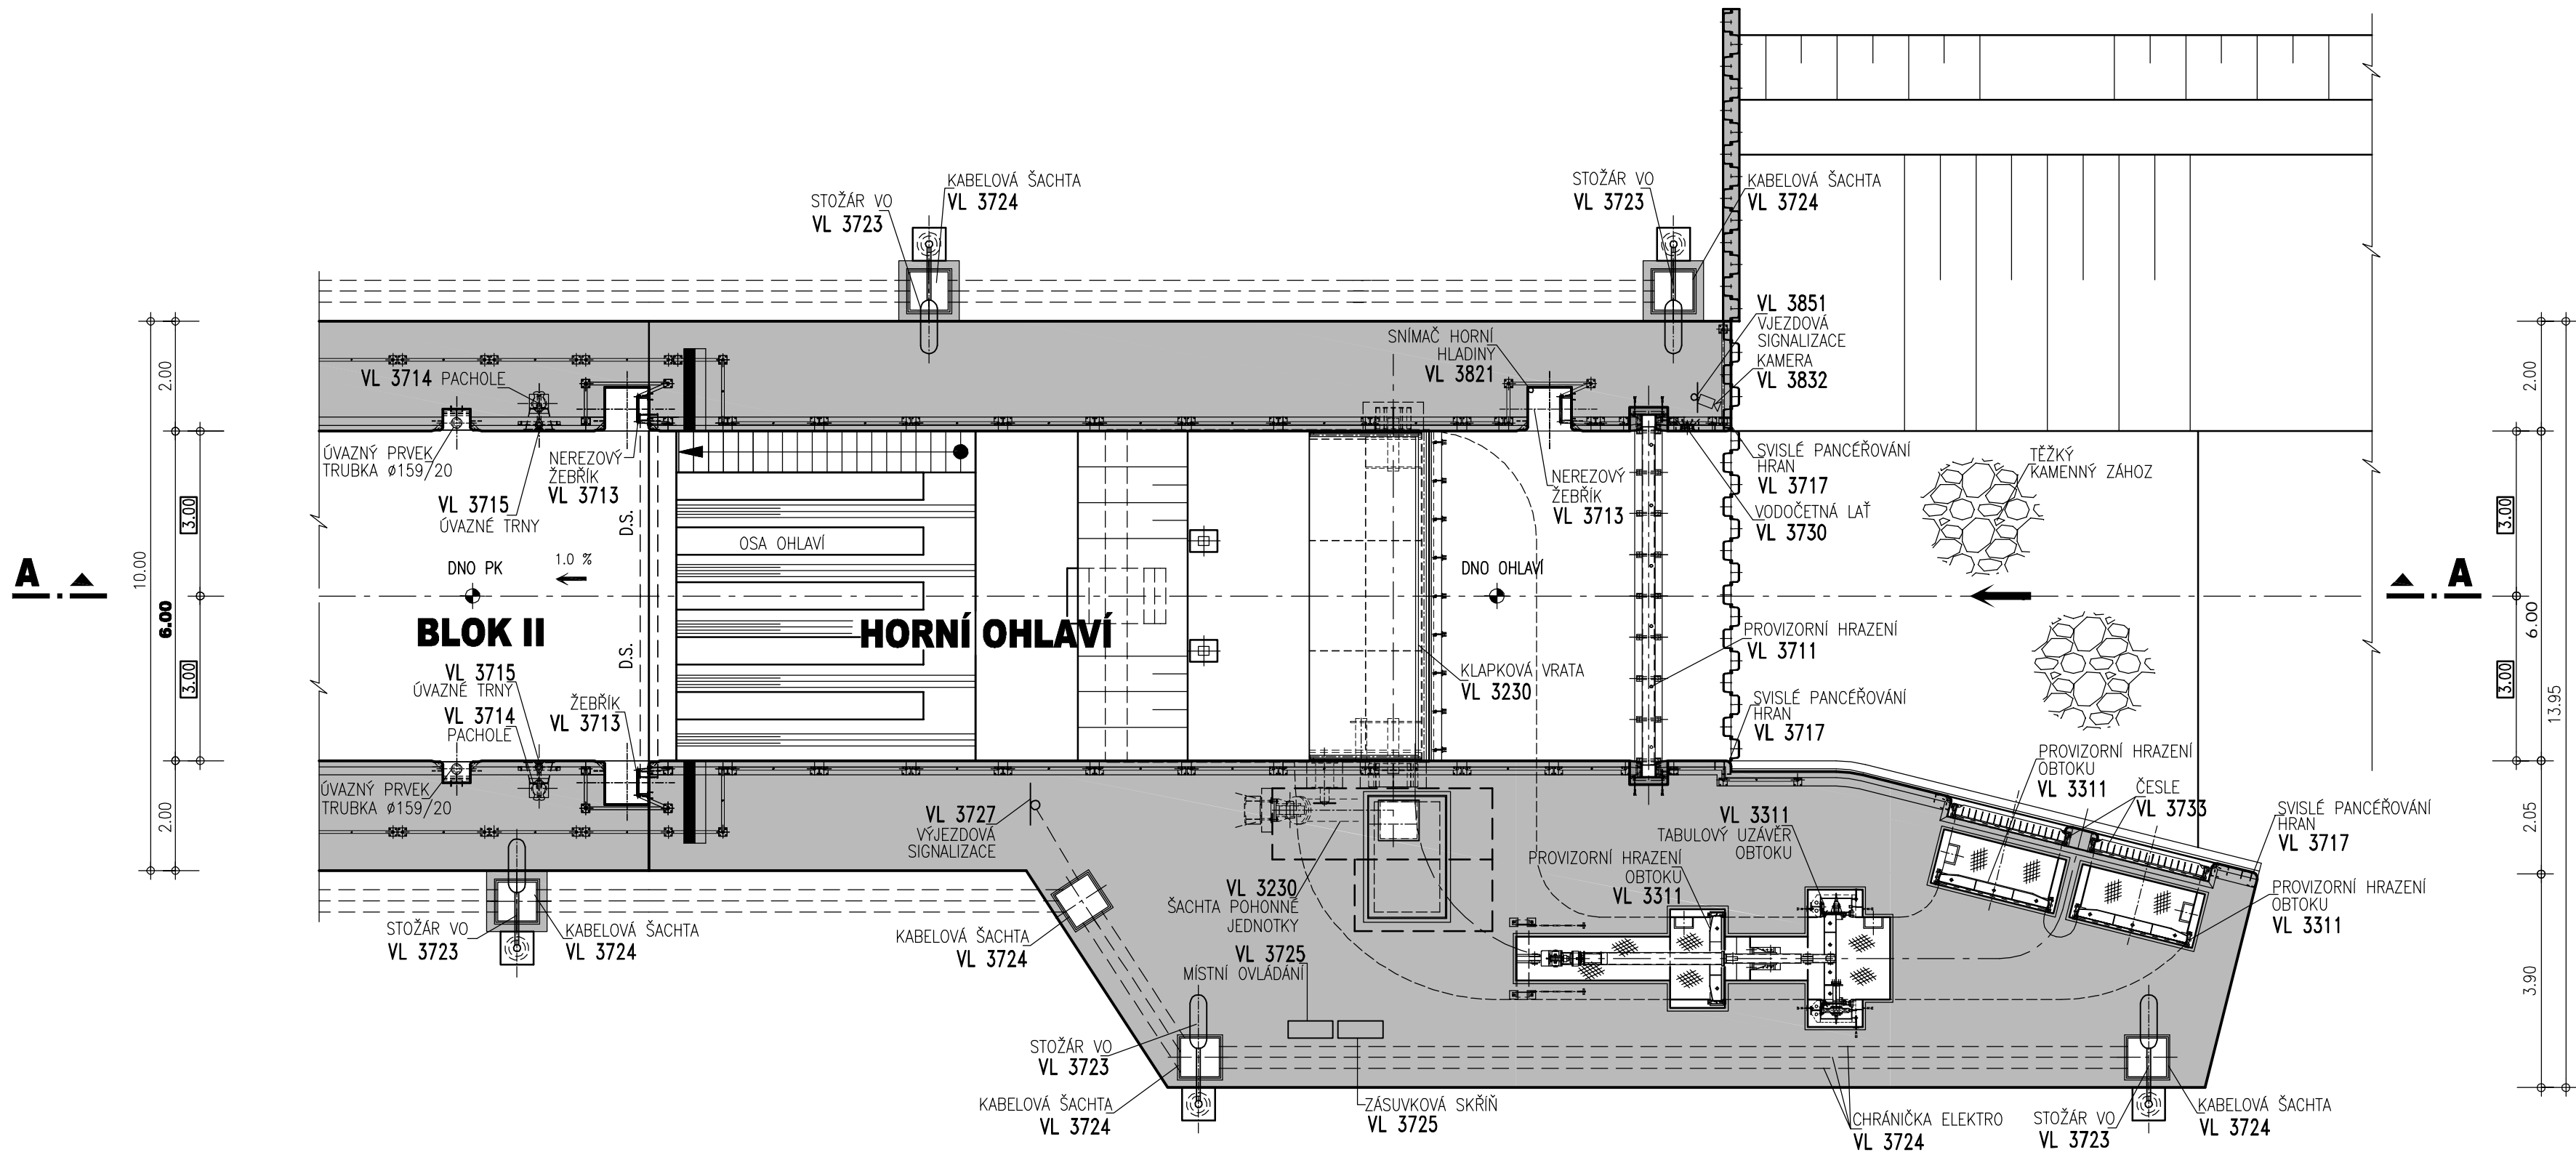 KABELOVÁ ŠACHTA
VL 3724
STOŽÁR VO
VL 3723
STOŽÁR VO
VL 3723
KABELOVÁ ŠACHTA
VL 3724
VL 3851
VJEZDOVÁ
SIGNALIZACE
KAMERA
VL 3832
SNÍMAČ HORNÍ
HLADINY
VL 3821
VL 3714 PACHOLE
2.00
2.00
ÚVAZNÝ PRVEK
TRUBKA ø159/20
VL 3715
ÚVAZNÉ TRNY
NEREZOVÝ
ŽEBŘÍK
VL 3713
D.S.
NEREZOVÝ
ŽEBŘÍK
VL 3713
SVISLÉ PANCÉŘOVÁNÍ
HRAN
VL 3717
VODOČETNÁ LAŤ
VL 3730
TĚŽKÝ
KAMENNÝ ZÁHOZ
3.00
3.00
OSA OHLAVÍ
DNO PK
1.0 %
DNO OHLAVÍ
A
A
10.00
6.00
6.00
BLOK II
HORNÍ OHLAVÍ
PROVIZORNÍ HRAZENÍ
VL 3711
D.S.
3.00
3.00
13.95
VL 3715
ÚVAZNÉ TRNY
VL 3714
PACHOLE
ŽEBŘÍK
VL 3713
KLAPKOVÁ VRATA
VL 3230
SVISLÉ PANCÉŘOVÁNÍ
HRAN
VL 3717
PROVIZORNÍ HRAZENÍ
OBTOKU
VL 3311
ČESLE
VL 3733
SVISLÉ PANCÉŘOVÁNÍ
HRAN
VL 3717
ÚVAZNÝ PRVEK
TRUBKA ø159/20
2.00
2.05
VL 3727
VÝJEZDOVÁ
SIGNALIZACE
VL 3311
TABULOVÝ UZÁVĚR
OBTOKU
PROVIZORNÍ HRAZENÍ
OBTOKU
VL 3311
VL 3230
ŠACHTA POHONNÉ
JEDNOTKY
PROVIZORNÍ HRAZENÍ
OBTOKU
VL 3311
STOŽÁR VO
VL 3723
KABELOVÁ ŠACHTA
VL 3724
KABELOVÁ ŠACHTA
VL 3724
VL 3725
MÍSTNÍ OVLÁDÁNÍ
3.90
STOŽÁR VO
VL 3723
KABELOVÁ ŠACHTA
VL 3724
ZÁSUVKOVÁ SKŘÍŇ
VL 3725
CHRÁNIČKA ELEKTRO
VL 3724
STOŽÁR VO
VL 3723
KABELOVÁ ŠACHTA
VL 3724